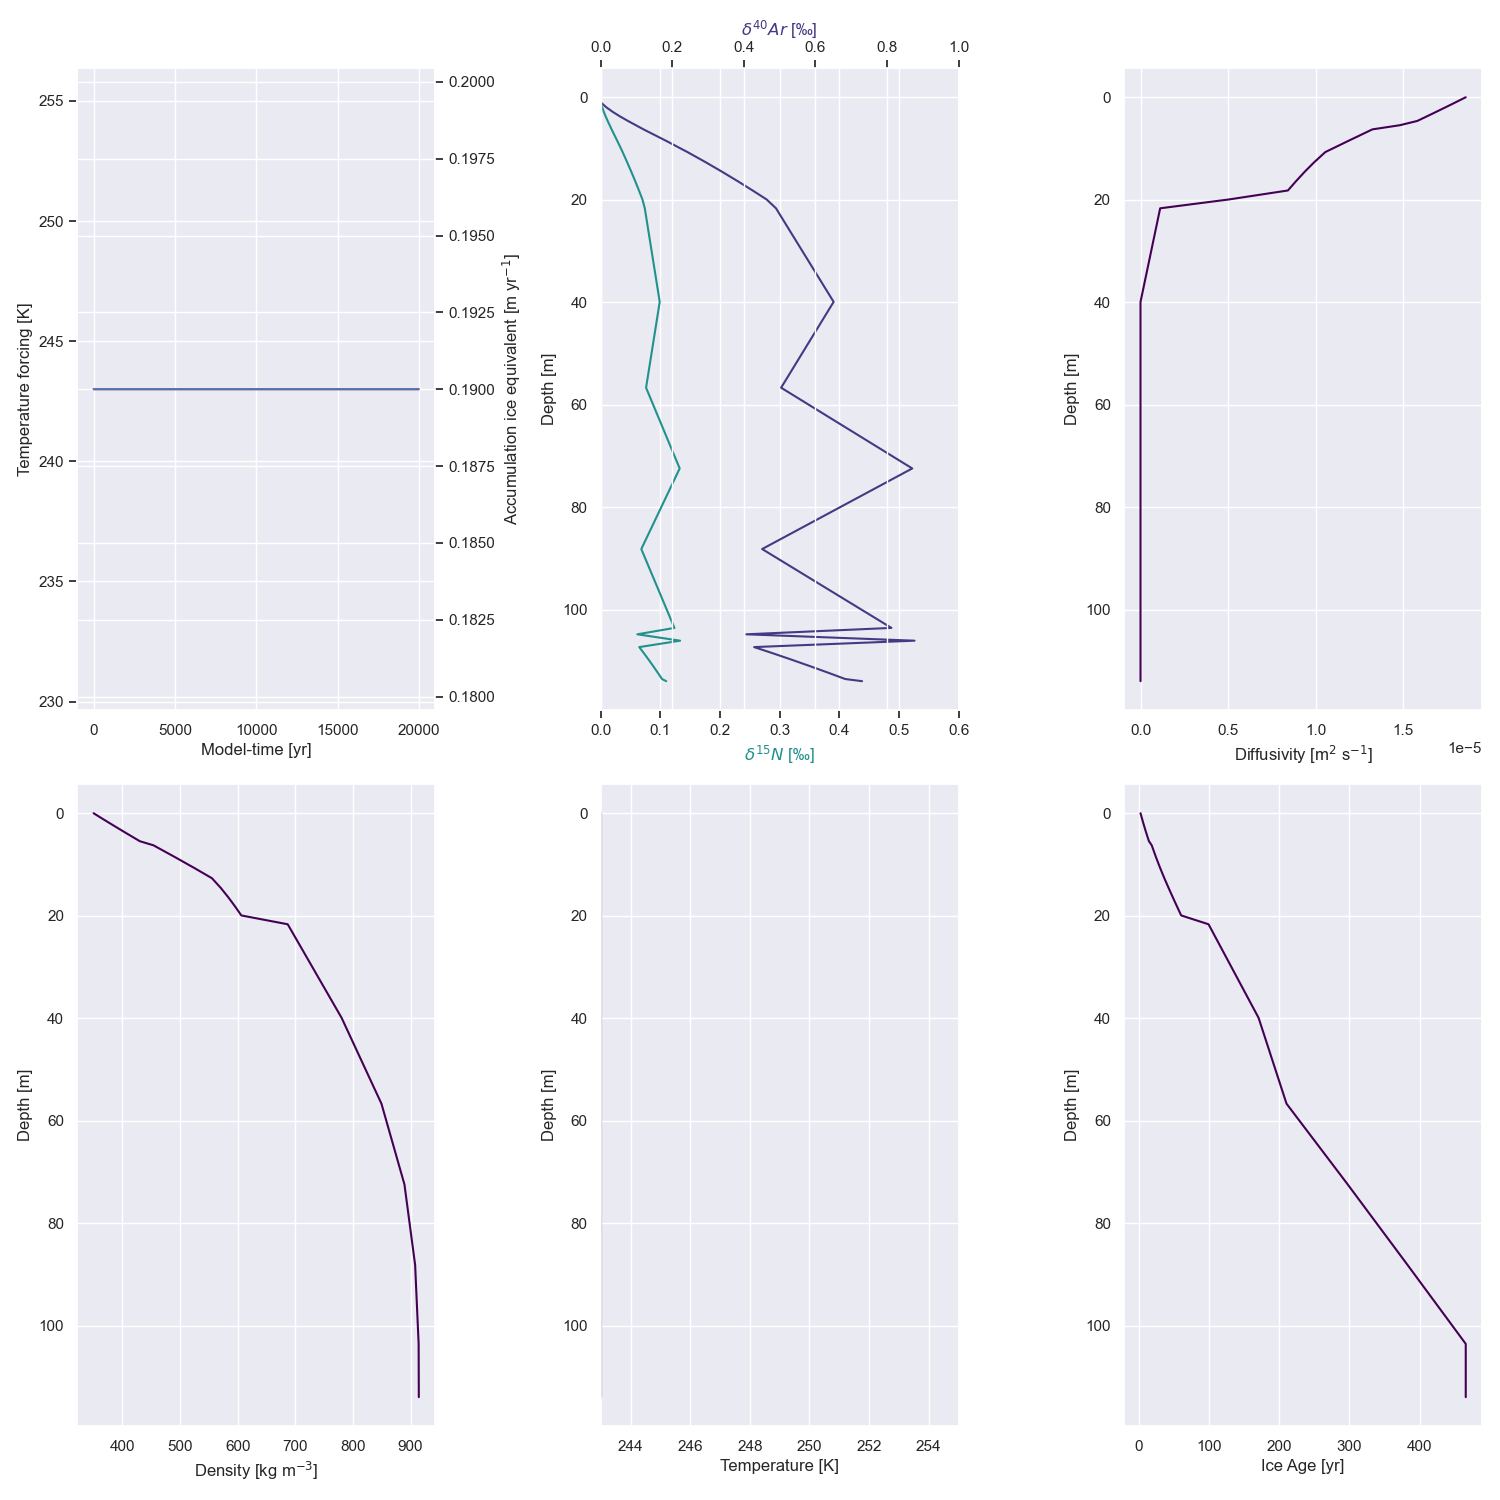 δ⁴⁰Ar [‰]
0.0 0.2 0.4 0.6 0.8 1.0
255
250
245
240
235
230
Temperature forcing [K]
0 5000 10000 15000 20000
Model-time [yr]
0.2000
0.1975
0.1950
0.1925
0.1900
0.1875
0.1850
0.1825
0.1800
Accumulation ice equivalent [m yr⁻¹]
0
20
40
60
80
100
Depth [m]
0.0 0.1 0.2 0.3 0.4 0.5 0.6
δ¹⁵N [‰]
0
20
40
60
80
100
Depth [m]
0.0 0.5 1.0 1.5
1e−5
Diffusivity [m² s⁻¹]
0
20
40
60
80
100
Depth [m]
400 500 600 700 800 900
Density [kg m⁻³]
0
20
40
60
80
100
Depth [m]
244 246 248 250 252 254
Temperature [K]
0
20
40
60
80
100
Depth [m]
0 100 200 300 400
Ice Age [yr]